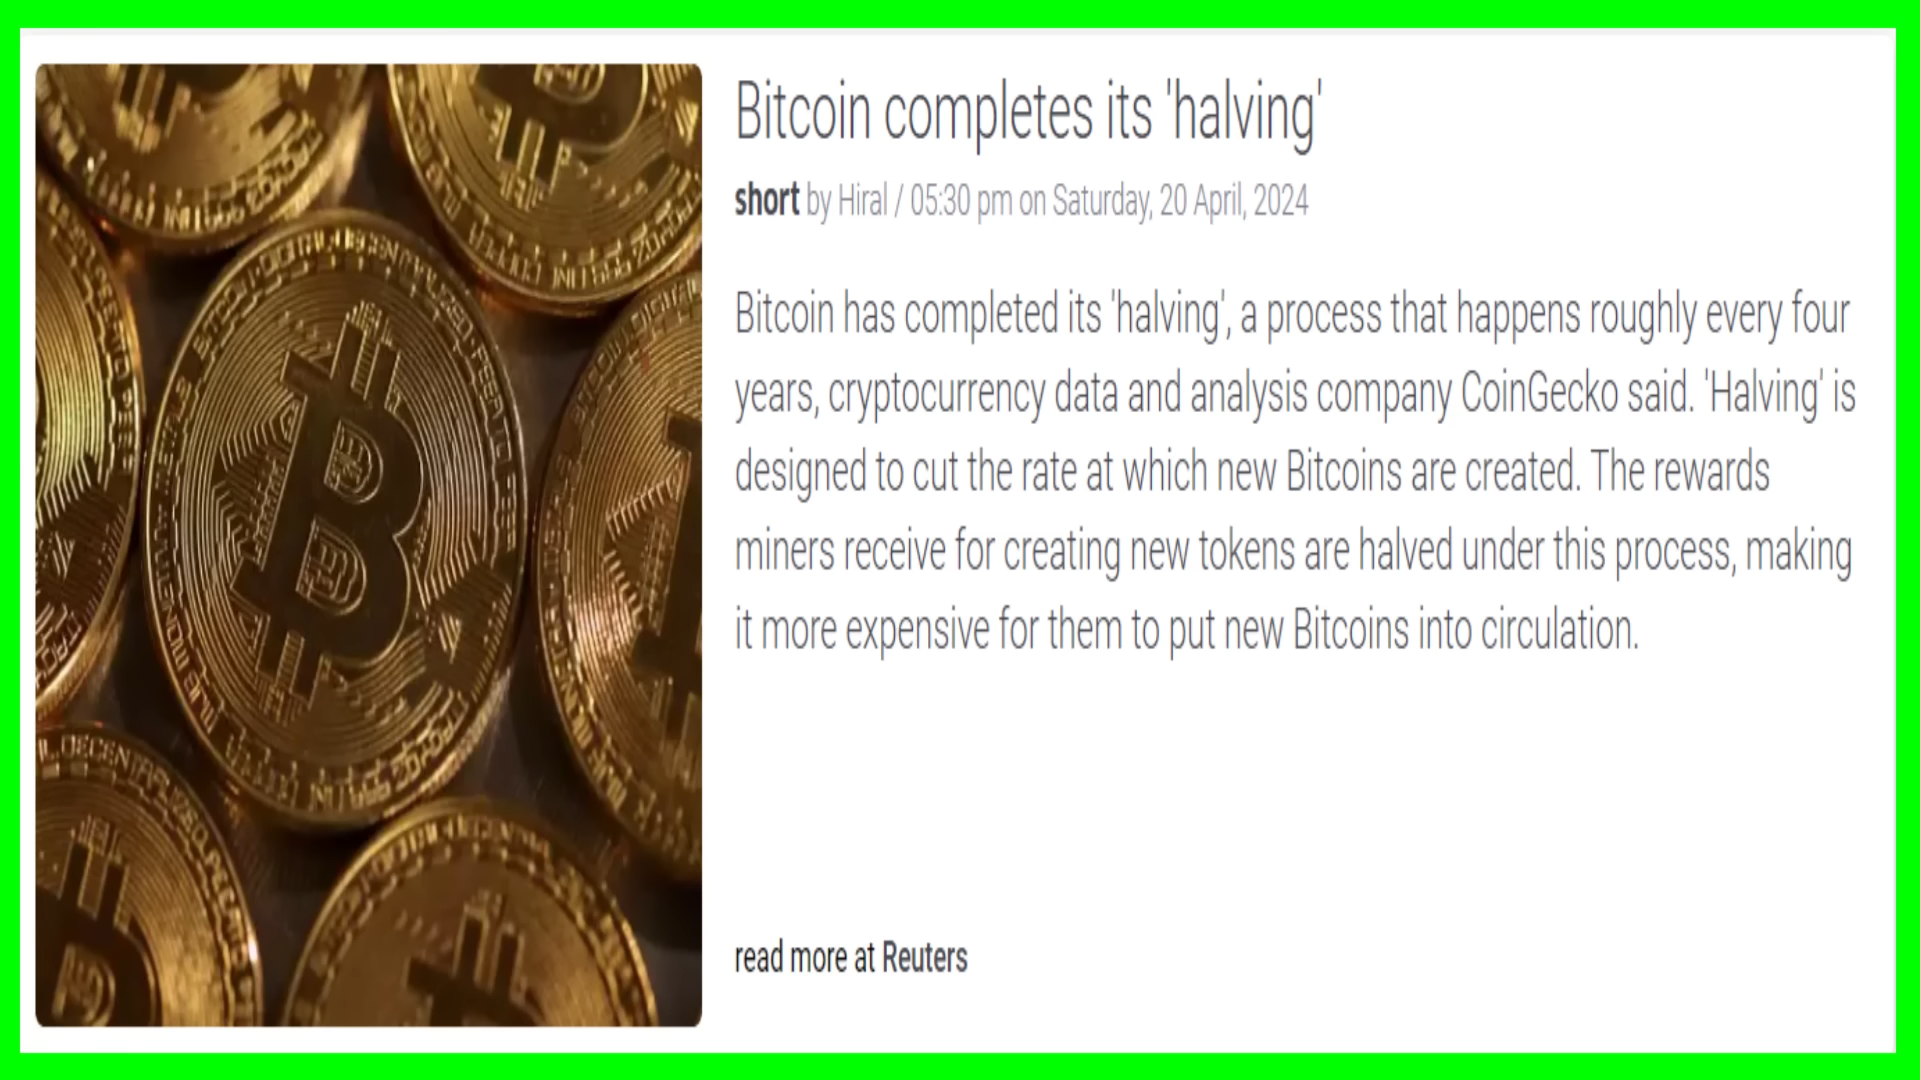 Bitcoin completes its 'halving'
short by Hiral / 05:30 pm on Saturday, 20 April, 2024
Bitcoin has completed its 'halving', a process that happens roughly every four
years, cryptocurrency data and analysis company CoinGecko said. 'Halving' is
designed to cut the rate at which new Bitcoins are created. The rewards
miners receive for creating new tokens are halved under this process, making
it more expensive for them to put new Bitcoins into circulation.
read more at Reuters